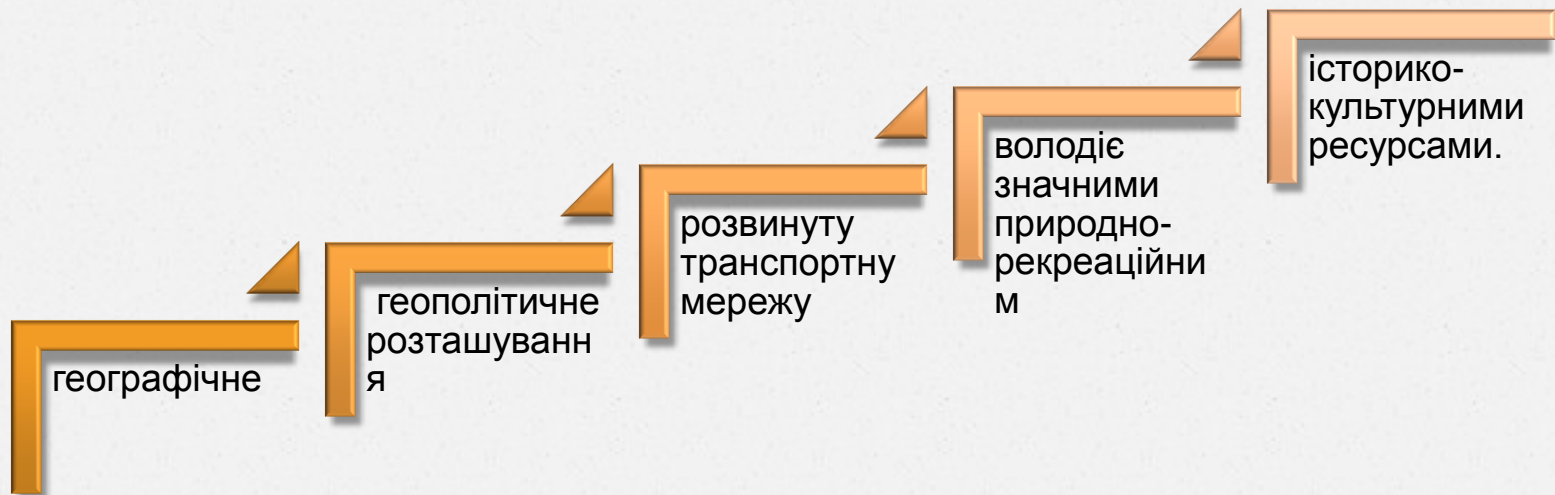 географічне
геополітичне
розташуванн
я
розвинуту
транспортну
мережу
володіє
значними
природно-
рекреаційни
м
історико-
культурними
ресурсами.